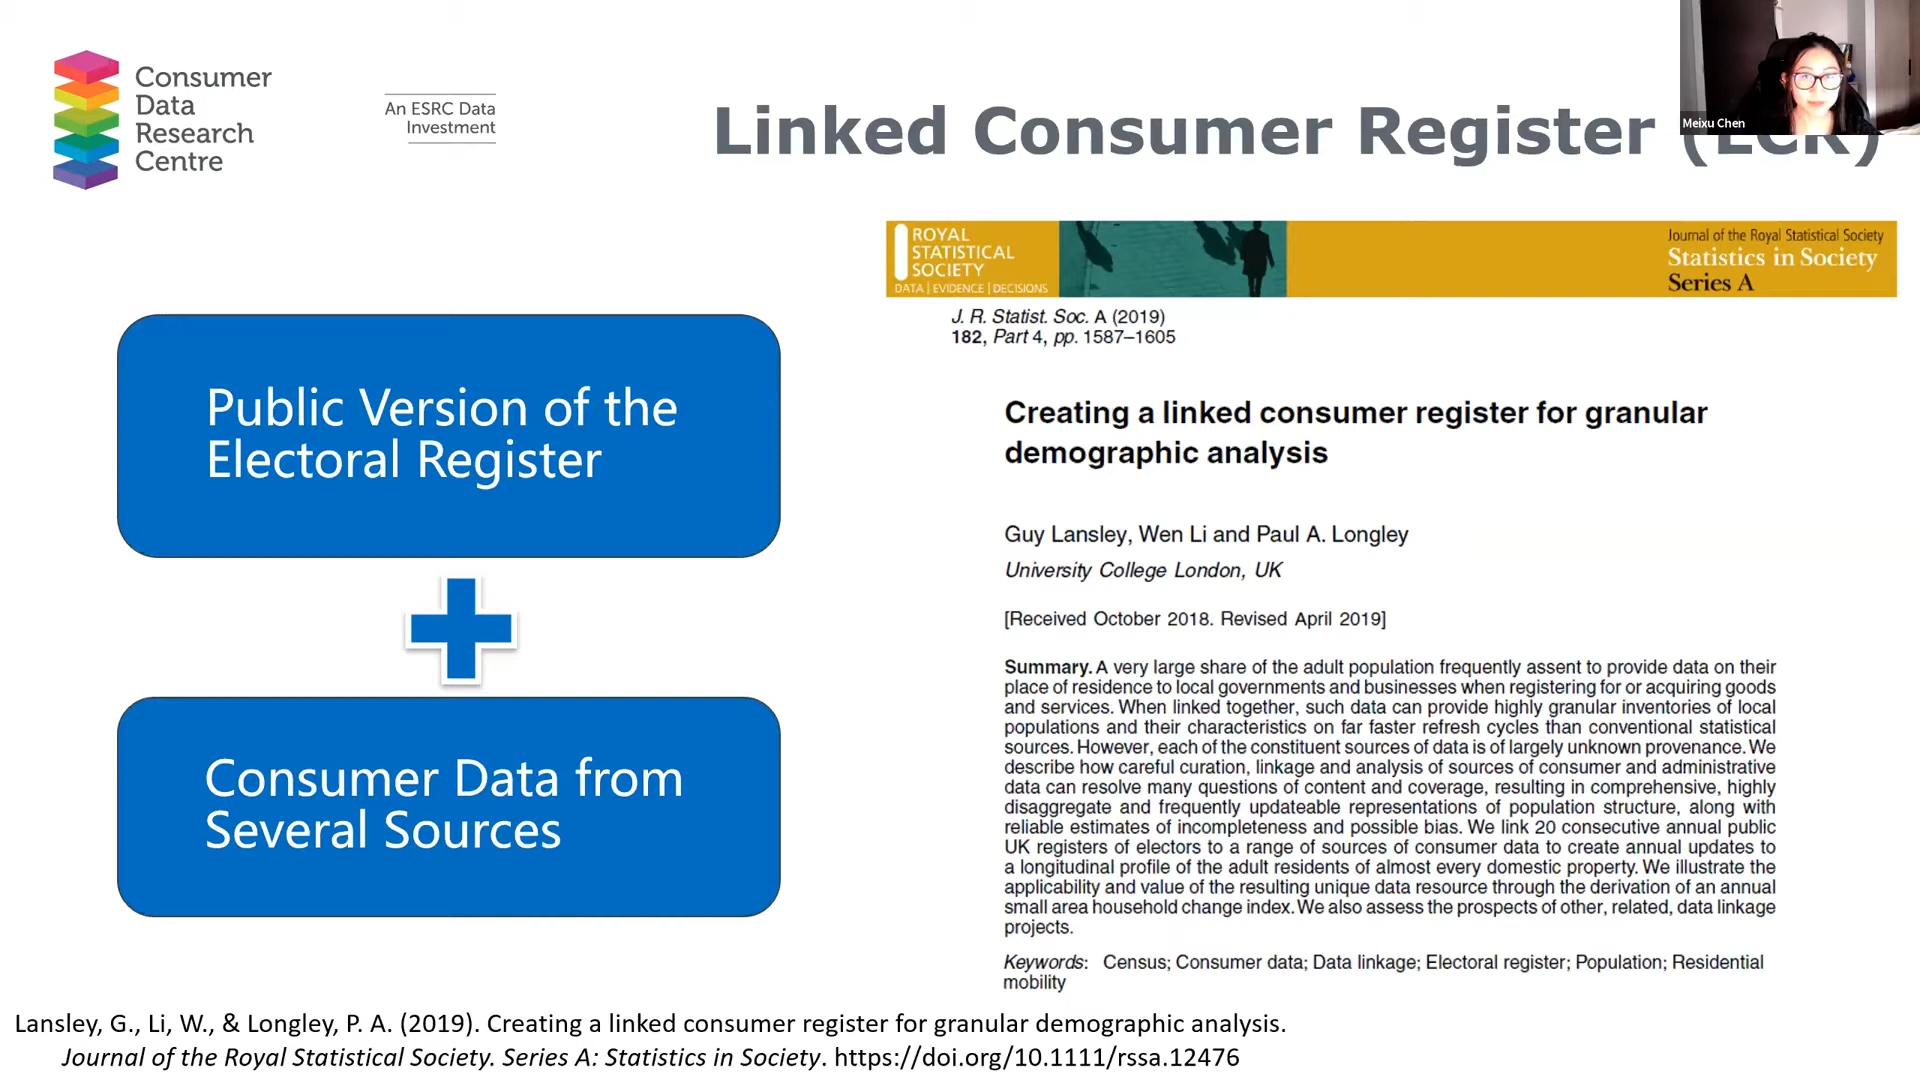 Consumer
Data
Research
Centre
An ESRC Data
Investment
Linked Consumer Register (LCR)
Meixu Chen
Public Version of the
Electoral Register
Consumer Data from
Several Sources
ROYAL
STATISTICAL
SOCIETY
DATA | EVIDENCE | DECISIONS
Journal of the Royal Statistical Society
Statistics in Society
Series A
J. R. Statist. Soc. A (2019)
182, Part 4, pp. 1587–1605
Creating a linked consumer register for granular
demographic analysis
Guy Lansley, Wen Li and Paul A. Longley
University College London, UK
[Received October 2018. Revised April 2019]
Summary. A very large share of the adult population frequently assent to provide data on their
place of residence to local governments and businesses when registering for or acquiring goods
and services. When linked together, such data can provide highly granular inventories of local
populations and their characteristics on far faster refresh cycles than conventional statistical
sources. However, each of the constituent sources of data is of largely unknown provenance. We
describe how careful curation, linkage and analysis of sources of consumer and administrative
data can resolve many questions of content and coverage, resulting in comprehensive, highly
disaggregate and frequently updateable representations of population structure, along with
reliable estimates of incompleteness and possible bias. We link 20 consecutive annual public
UK registers of electors to a range of sources of consumer data to create annual updates to
a longitudinal profile of the adult residents of almost every domestic property. We illustrate the
applicability and value of the resulting unique data resource through the derivation of an annual
small area household change index. We also assess the prospects of other, related, data linkage
projects.
Keywords: Census; Consumer data; Data linkage; Electoral register; Population; Residential
mobility
Lansley, G., Li, W., & Longley, P. A. (2019). Creating a linked consumer register for granular demographic analysis.
Journal of the Royal Statistical Society. Series A: Statistics in Society. https://doi.org/10.1111/rssa.12476